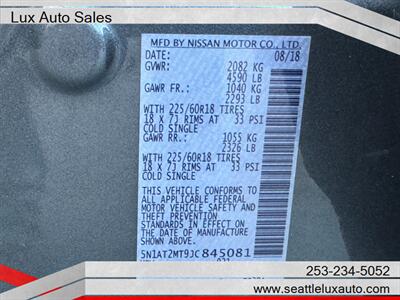 Lux Auto Sales
MFD BY NISSAN MOTOR CO., LTD.
DATE: 08/18
GVWR: 2082 KG
4590 LB
GAWR FR.: 1040 KG
2293 LB
WITH 225/60R18 TIRES
18 X 7J RIMS AT 33 PSI
COLD SINGLE
GAWR RR.: 1055 KG
2326 LB
WITH 225/60R18 TIRES
18 X 7J RIMS AT 33 PSI
COLD SINGLE
THIS VEHICLE CONFORMS TO
ALL APPLICABLE FEDERAL
MOTOR VEHICLE SAFETY AND
THEFT PREVENTION STANDARDS
IN EFFECT ON THE DATE OF
MANUFACTURE SHOWN ABOVE.
5N1AT2MT9JC845081
253-234-5052
www.seattleluxauto.com